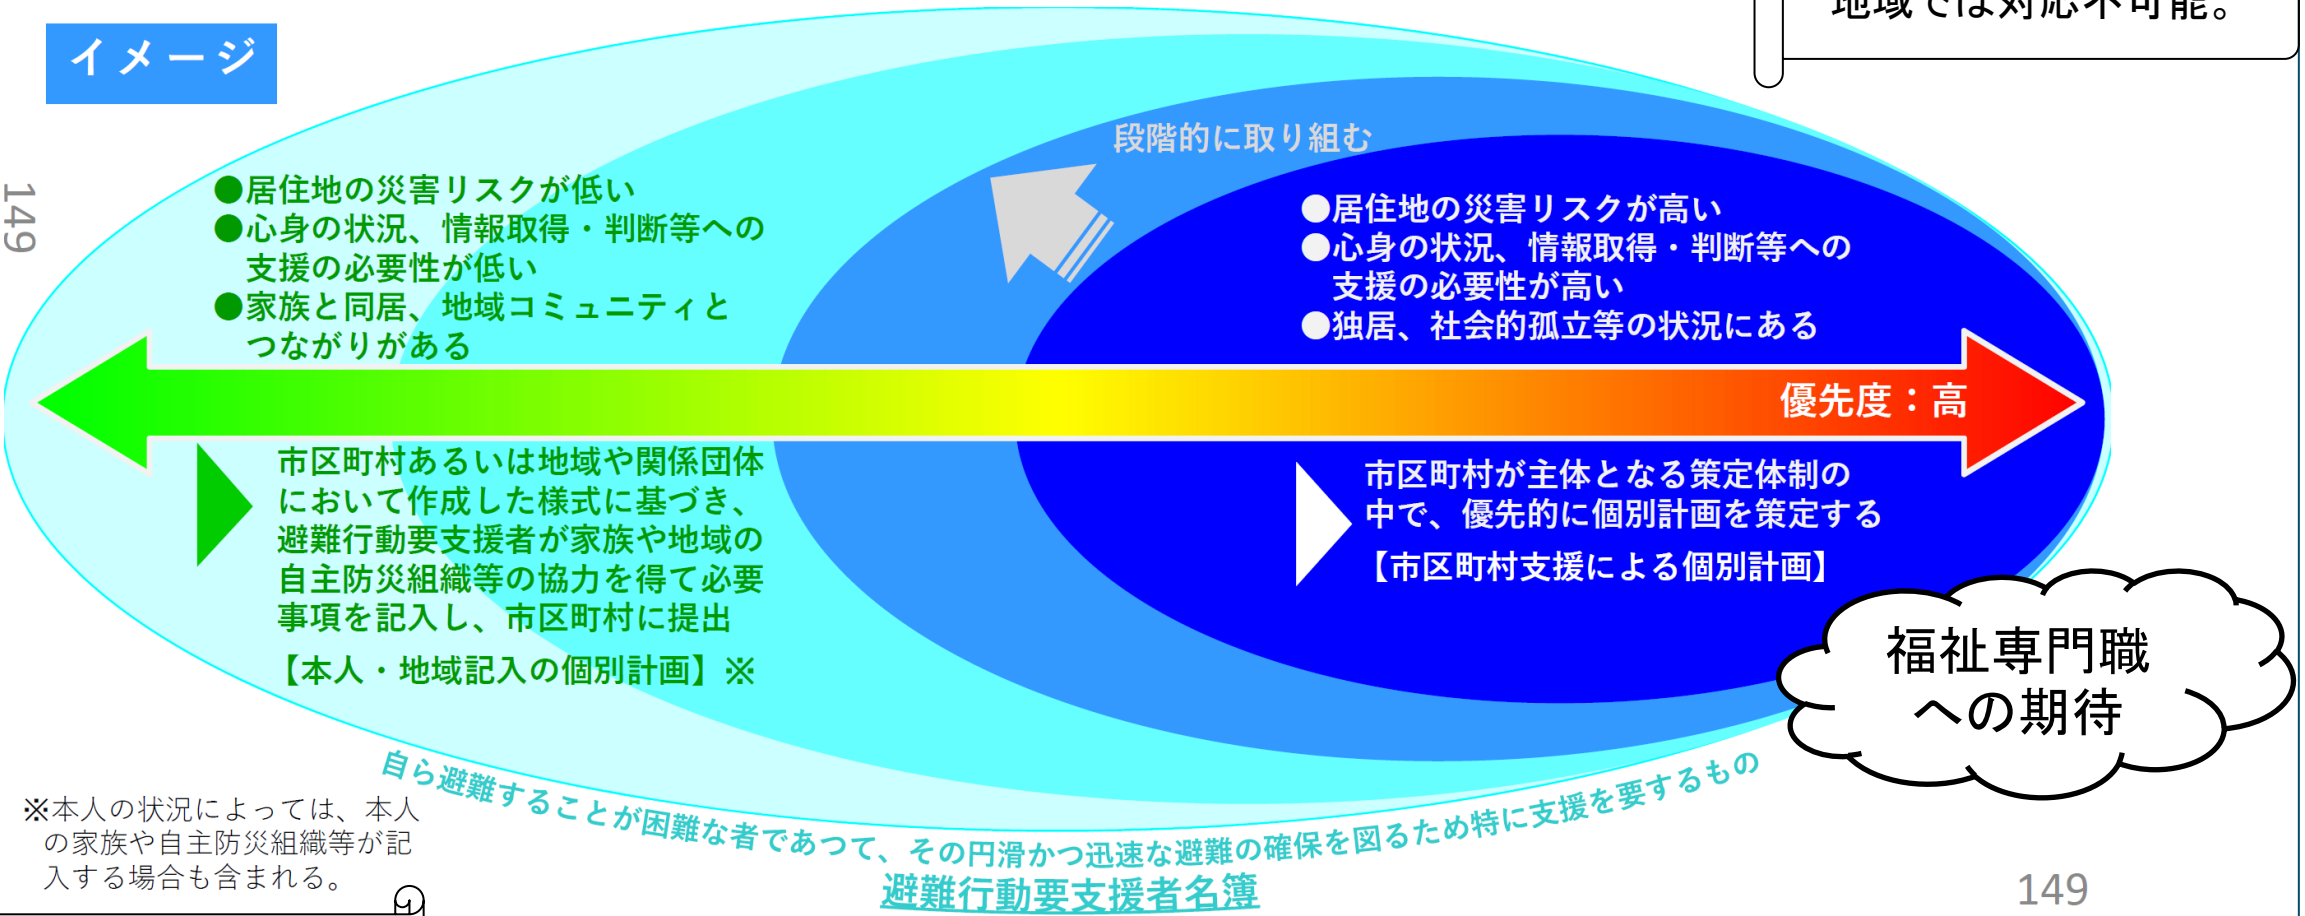 地域では対応不可能。
イメージ
149
段階的に取り組む
●居住地の災害リスクが低い
●心身の状況、情報取得・判断等への
支援の必要性が低い
●家族と同居、地域コミュニティと
つながりがある
●居住地の災害リスクが高い
●心身の状況、情報取得・判断等への
支援の必要性が高い
●独居、社会的孤立等の状況にある
優先度：高
市区町村あるいは地域や関係団体
において作成した様式に基づき、
避難行動要支援者が家族や地域の
自主防災組織等の協力を得て必要
事項を記入し、市区町村に提出
【本人・地域記入の個別計画】※
市区町村が主体となる策定体制の
中で、優先的に個別計画を策定する
【市区町村支援による個別計画】
福祉専門職
への期待
自ら避難することが困難な者であつて、その円滑かつ迅速な避難の確保を図るため特に支援を要するもの
避難行動要支援者名簿
※本人の状況によっては、本人
の家族や自主防災組織等が記
入する場合も含まれる。
149